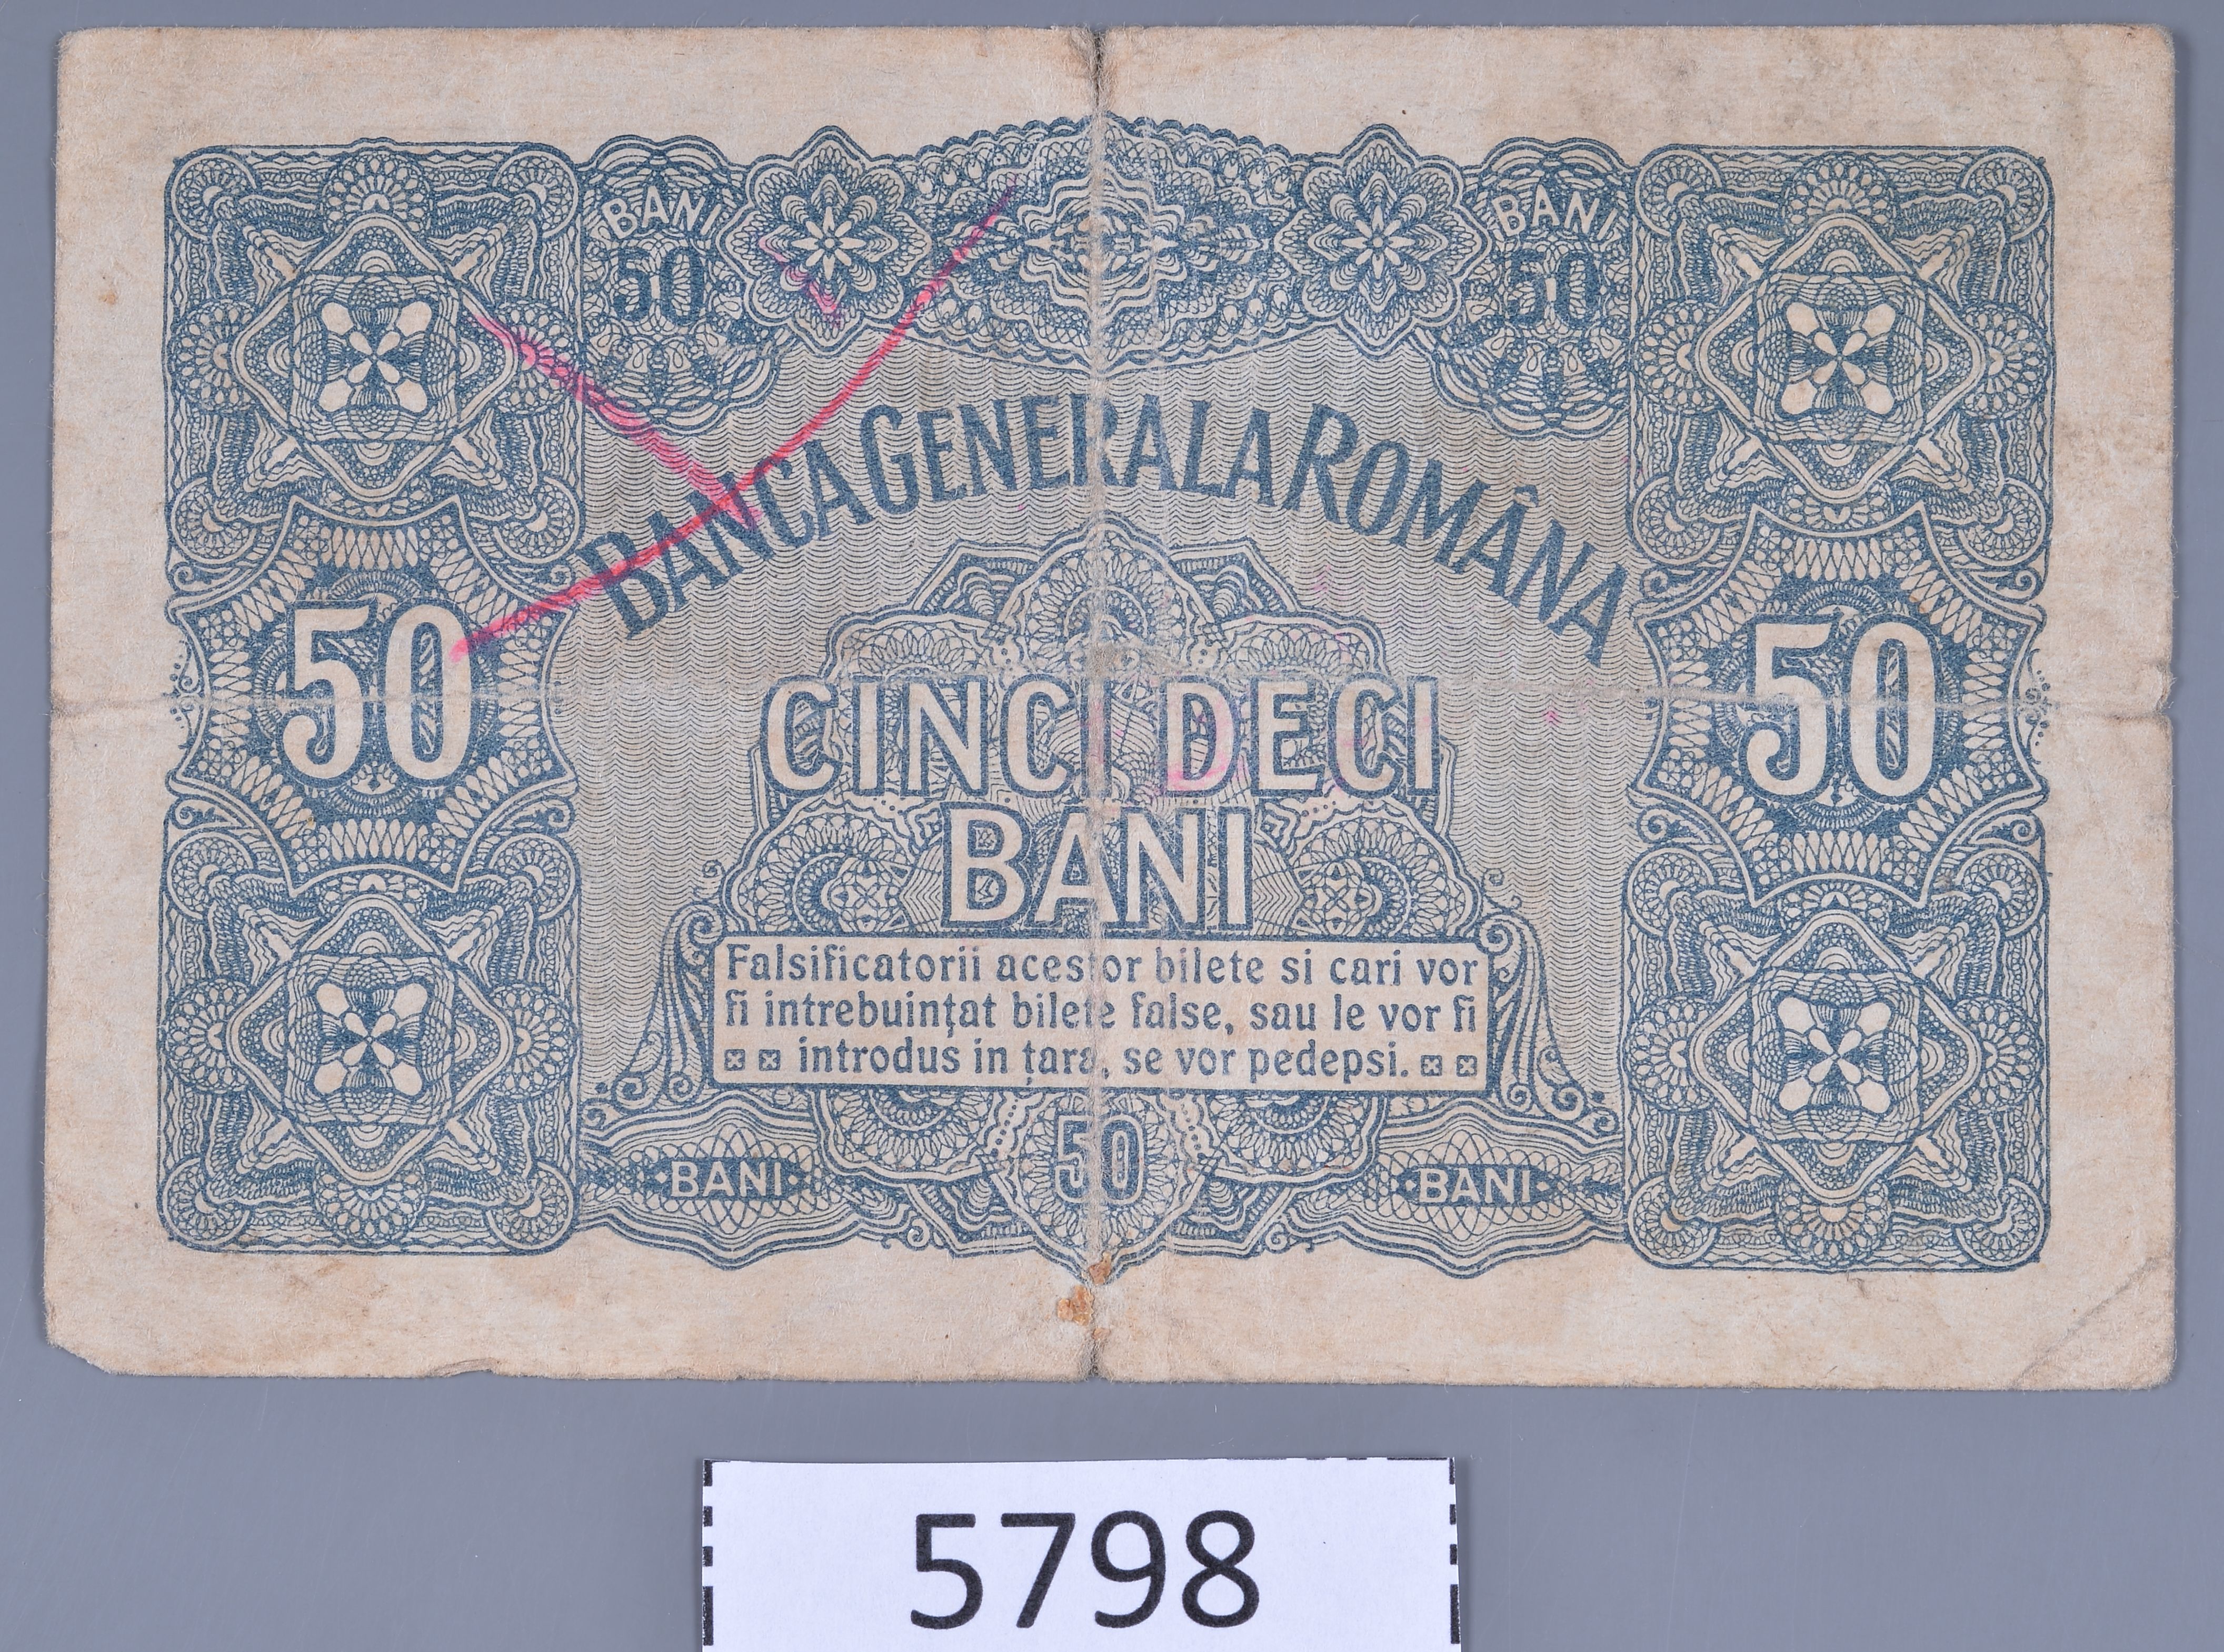 BANI
50
BANI
50
BANCA GENERALA ROMÂNA
50
CINCI DECI
50
BANI
Falsificatorii acestor bilete si cari vor
fi intrebuințat bilete false, sau le vor fi
introdus in țara, se vor pedepsi.
BANI
50
BANI
5798